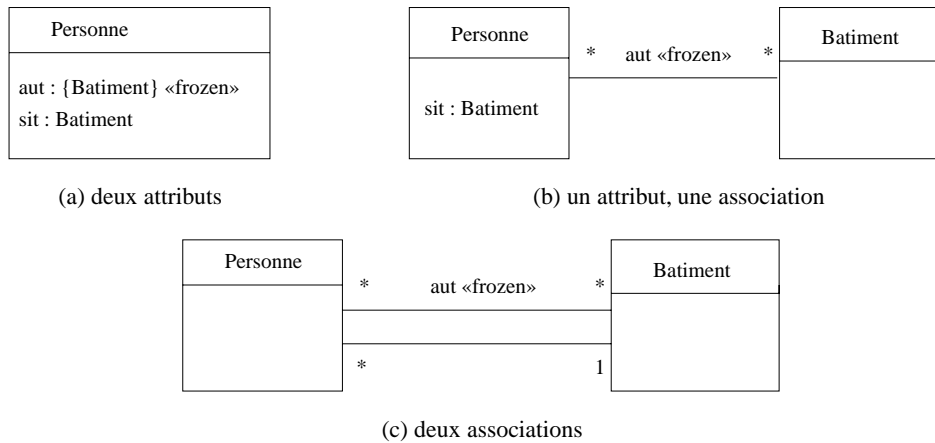 Personne
aut : {Batiment} «frozen»
sit : Batiment
(a) deux attributs
Personne
sit : Batiment
* aut «frozen» *
Batiment
(b) un attribut, une association
Personne
* aut «frozen» *
* 1
Batiment
(c) deux associations